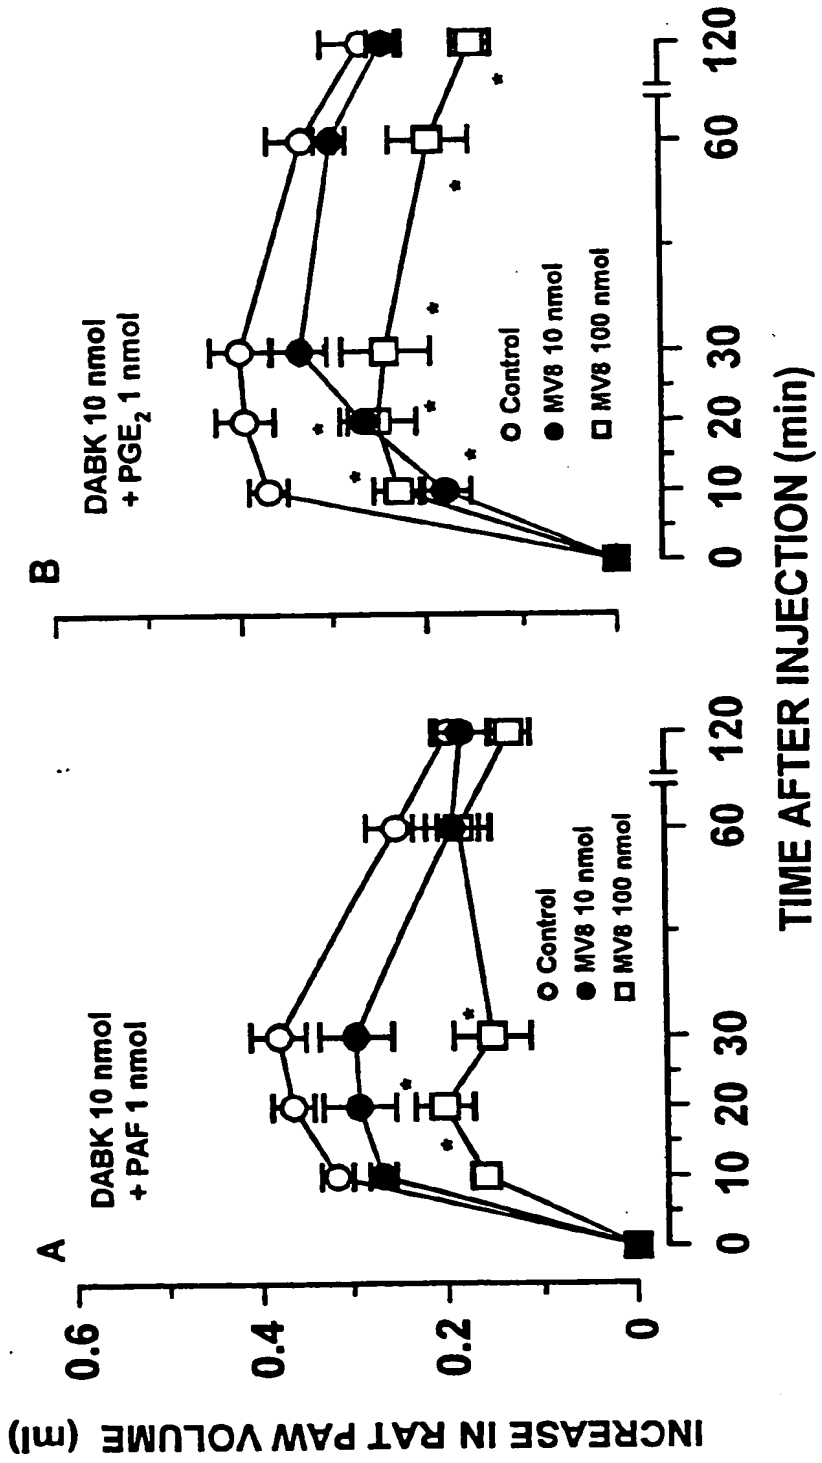 A
DABK 10 nmol
+ PAF 1 nmol
0.6
0.4
0.2
0
INCREASE IN RAT PAW VOLUME (ml)
Control
MV8 10 nmol
MV8 100 nmol
*
*
*
0 10 20 30 60 120
B
DABK 10 nmol
+ PGE₂ 1 nmol
*
*
*
*
*
*
*
Control
MV8 10 nmol
MV8 100 nmol
0 10 20 30 60 120
TIME AFTER INJECTION (min)